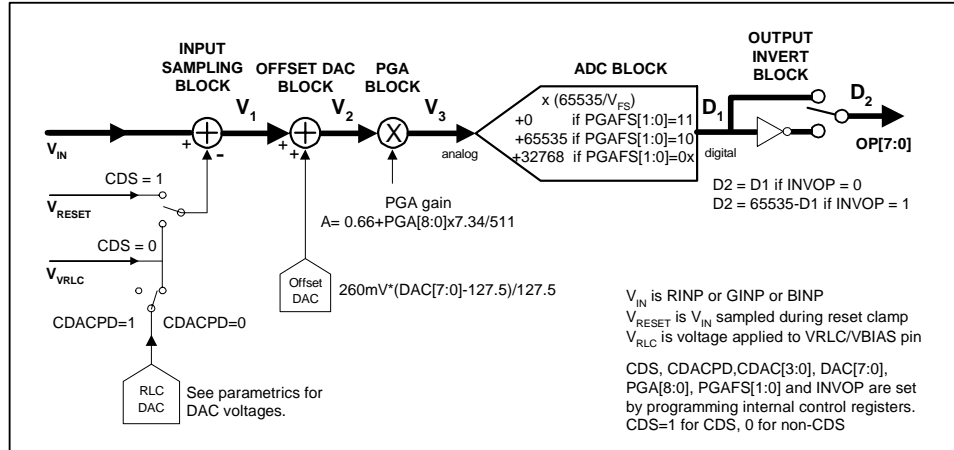 INPUT
SAMPLING
BLOCK
OFFSET DAC
BLOCK
PGA
BLOCK
ADC BLOCK
OUTPUT
INVERT
BLOCK
V1
V2
V3
D1
D2
x (65535/VFS)
+0 if PGAFS[1:0]=11
+65535 if PGAFS[1:0]=10
+32768 if PGAFS[1:0]=0x
+
-
+
+
X
analog
digital
OP[7:0]
VIN
CDS = 1
VRESET
CDS = 0
VVRLC
CDACPD=1
CDACPD=0
RLC
DAC
See parametrics for
DAC voltages.
PGA gain
A= 0.66+PGA[8:0]x7.34/511
Offset
DAC
260mV*(DAC[7:0]-127.5)/127.5
D2 = D1 if INVOP = 0
D2 = 65535-D1 if INVOP = 1
VIN is RINP or GINP or BINP
VRESET is VIN sampled during reset clamp
VRLC is voltage applied to VRLC/VBIAS pin
CDS, CDACPD,CDAC[3:0], DAC[7:0],
PGA[8:0], PGAFS[1:0] and INVOP are set
by programming internal control registers.
CDS=1 for CDS, 0 for non-CDS